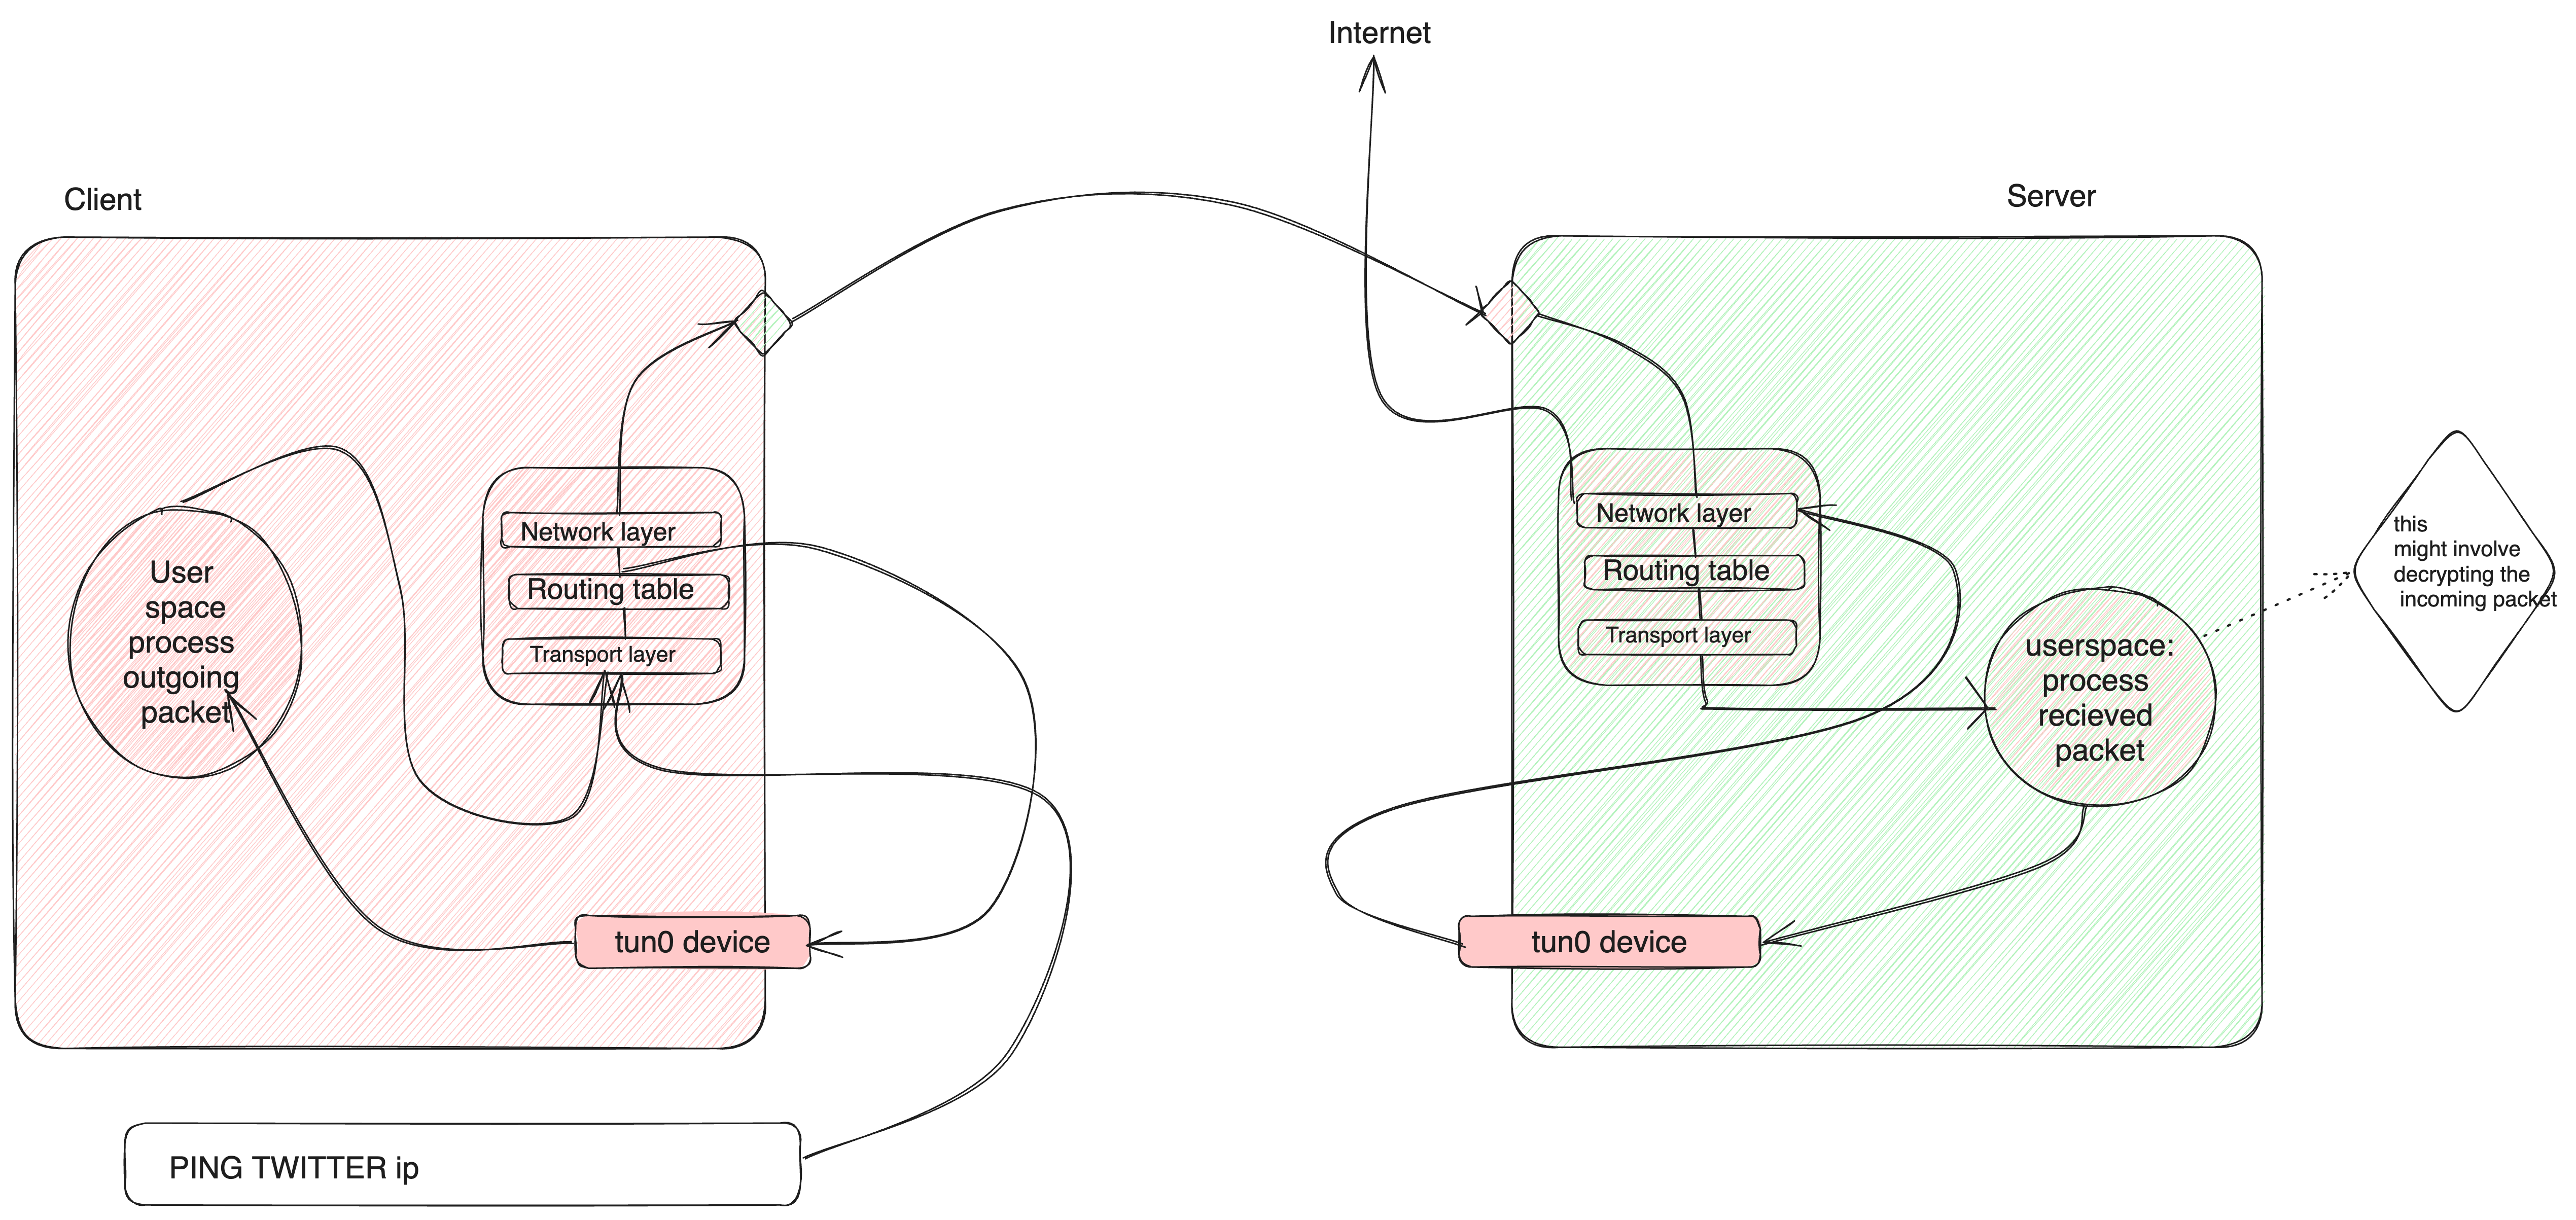 Internet
Client
Server
Network layer
Routing table
Transport layer
User
space
process
outgoing
packet
tun0 device
PING TWITTER ip
Network layer
Routing table
Transport layer
userspace:
process
recieved
packet
tun0 device
this
might involve
decrypting the
incoming packet